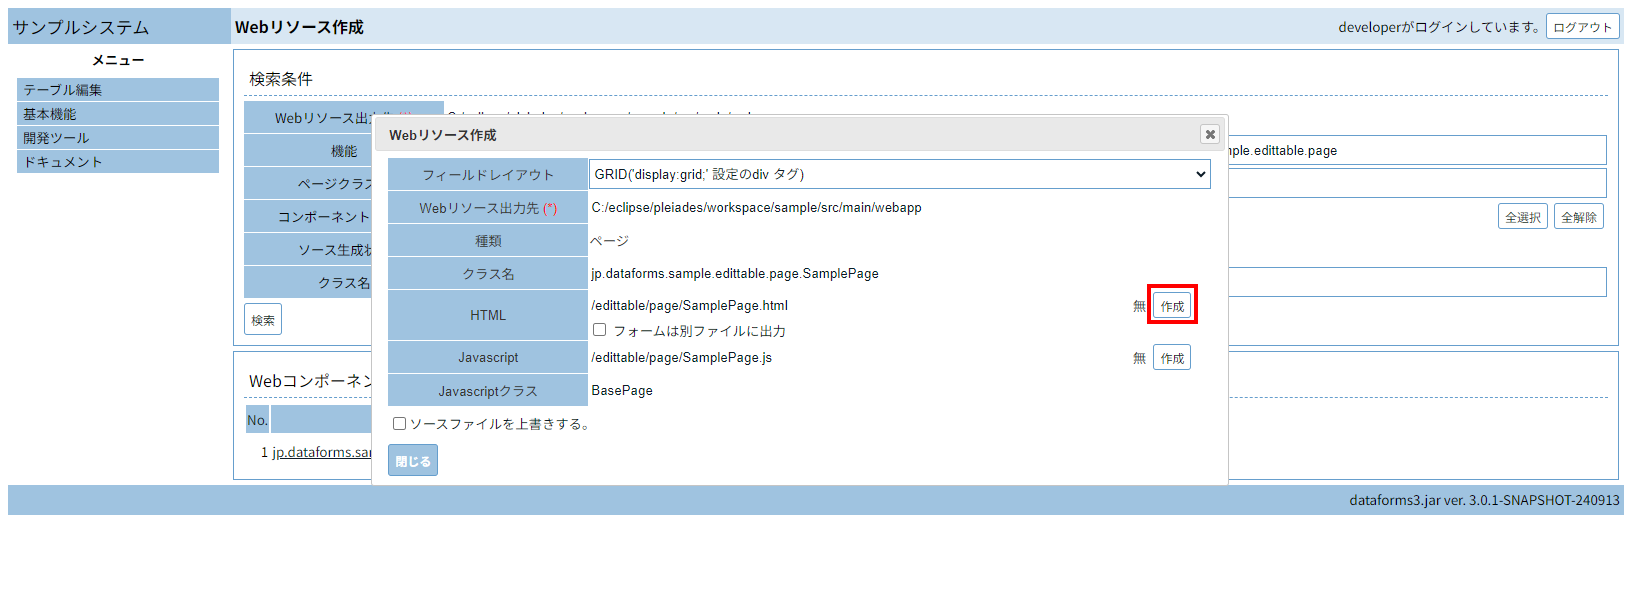 サンプルシステム
Webリソース作成
developerがログインしています。
ログアウト
メニュー
テーブル編集
基本機能
開発ツール
ドキュメント
検索条件
Webリソース出
機能
ページクラス
コンポーネント
ソース生成状
クラス名
検索
mple.edittable.page
全選択
全解除
Webリソース作成
フィールドレイアウト
GRID('display:grid;' 設定のdiv タグ)
Webリソース出力先 (*)
C:/eclipse/pleiades/workspace/sample/src/main/webapp
種類
ページ
クラス名
jp.dataforms.sample.edittable.page.SamplePage
HTML
/edittable/page/SamplePage.html
無
作成
フォームは別ファイルに出力
Javascript
/edittable/page/SamplePage.js
無
作成
Javascriptクラス
BasePage
ソースファイルを上書きする。
閉じる
Webコンポーネン
No.
1 jp.dataforms.sa
dataforms3.jar ver. 3.0.1-SNAPSHOT-240913